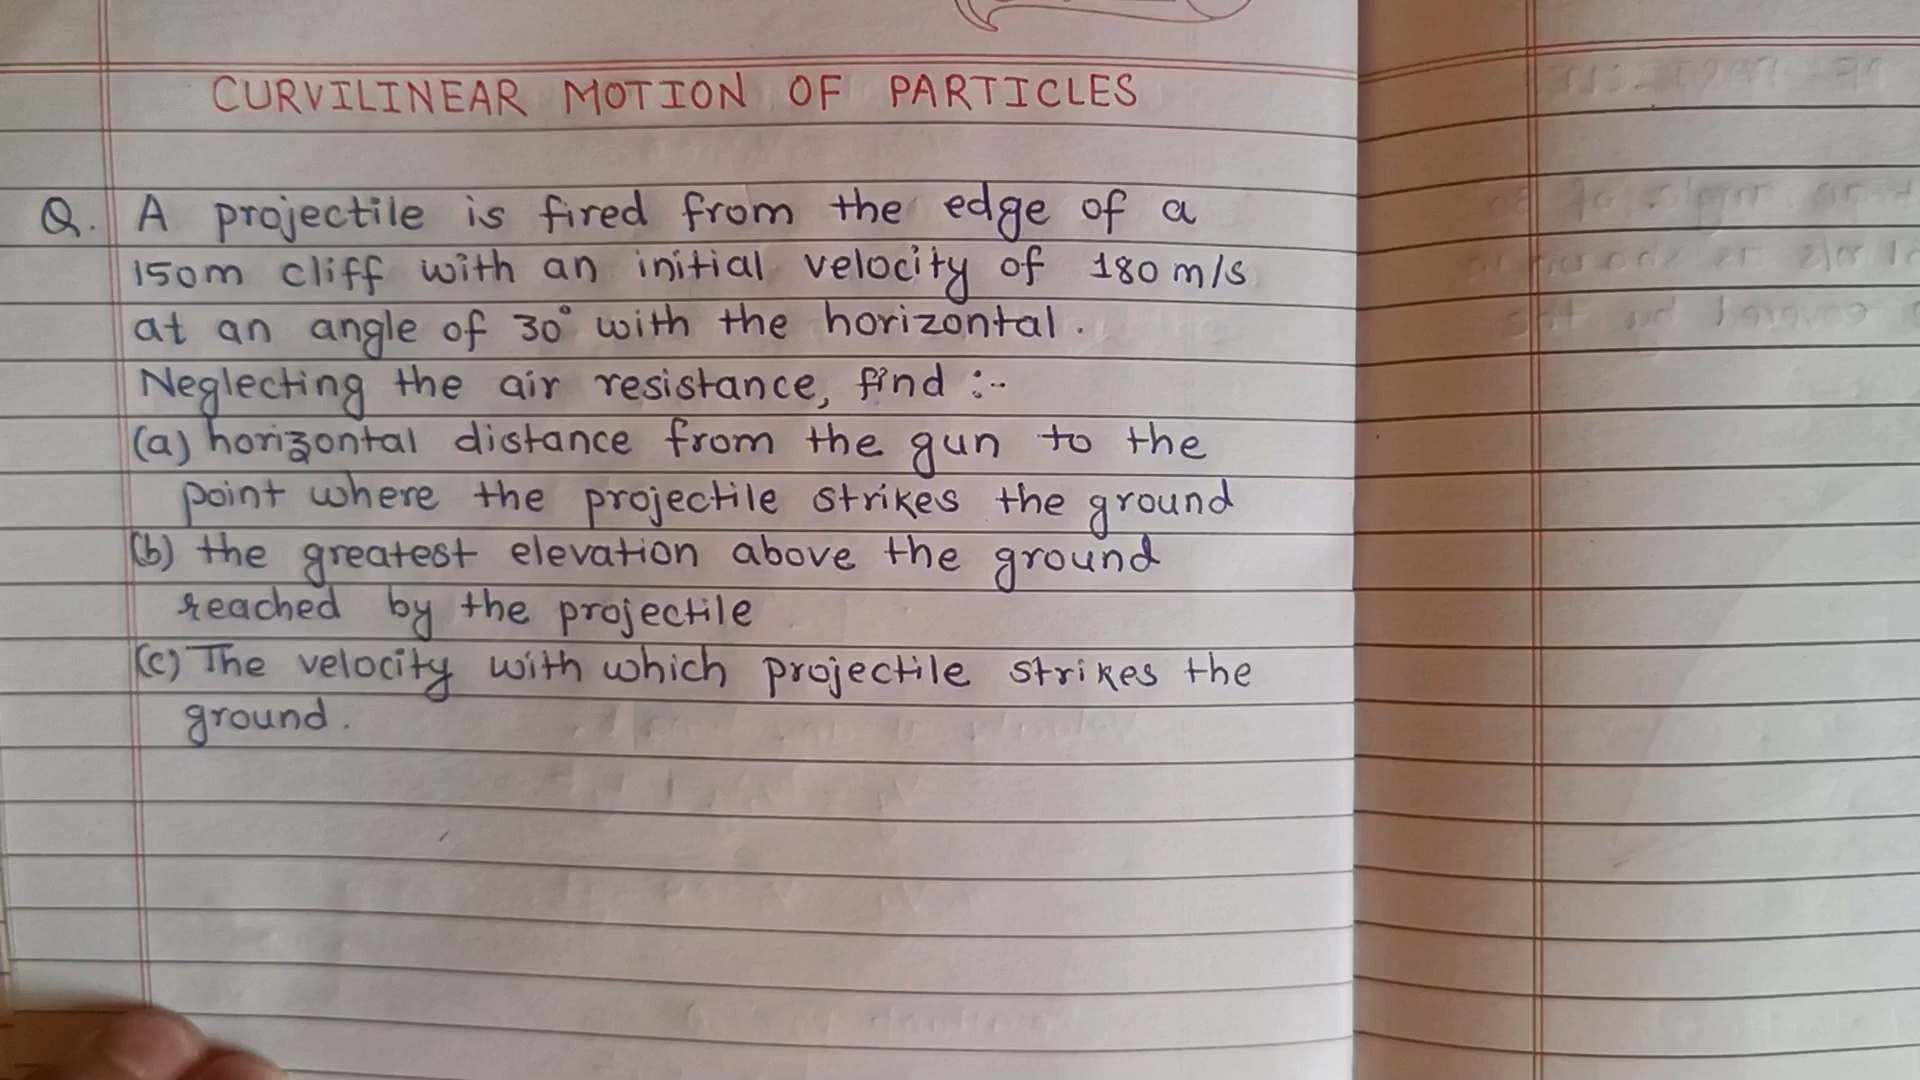 CURVILINEAR MOTION OF PARTICLES
Q. A projectile is fired from the edge of a
150m cliff with an initial velocity of 180 m/s
at an angle of 30° with the horizontal.
Neglecting the air resistance, find :--
(a) horizontal distance from the gun to the
point where the projectile strikes the ground
(b) the greatest elevation above the ground
reached by the projectile
(c) The velocity with which projectile strikes the
ground.